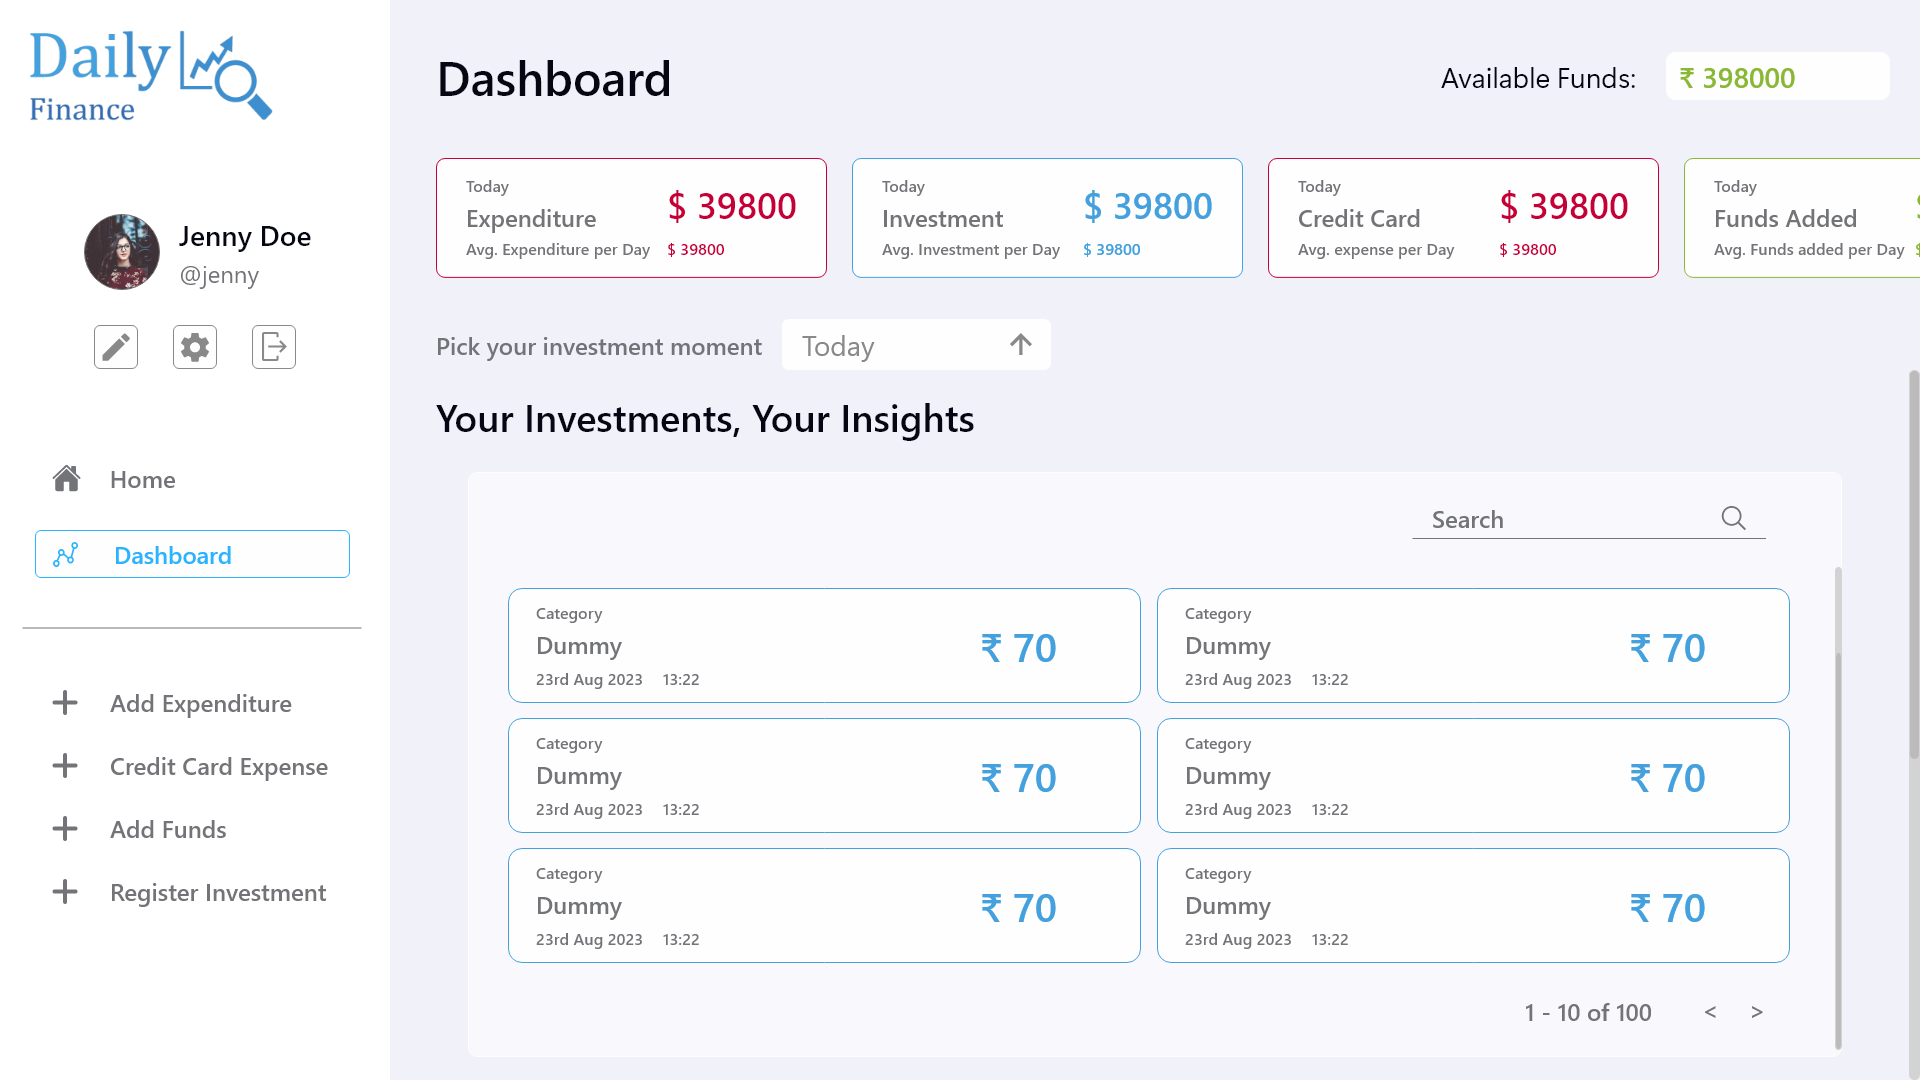 Daily
Finance
Jenny Doe
@jenny
Home
Dashboard
Add Expenditure
Credit Card Expense
Add Funds
Register Investment
Dashboard
Available Funds:
₹ 398000
Today
Expenditure
$ 39800
Avg. Expenditure per Day
$ 39800
Today
Investment
$ 39800
Avg. Investment per Day
$ 39800
Today
Credit Card
$ 39800
Avg. expense per Day
$ 39800
Today
Funds Added
Avg. Funds added per Day
Pick your investment moment
Today
Your Investments, Your Insights
Search
Category
Dummy
₹ 70
23rd Aug 2023 13:22
Category
Dummy
₹ 70
23rd Aug 2023 13:22
Category
Dummy
₹ 70
23rd Aug 2023 13:22
Category
Dummy
₹ 70
23rd Aug 2023 13:22
Category
Dummy
₹ 70
23rd Aug 2023 13:22
Category
Dummy
₹ 70
23rd Aug 2023 13:22
1 - 10 of 100 < >